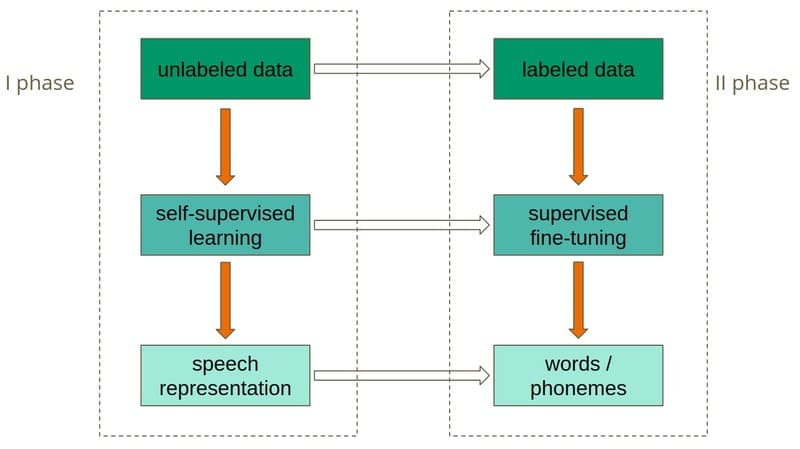 I phase
unlabeled data
labeled data
II phase
self-supervised
learning
supervised
fine-tuning
speech
representation
words /
phonemes